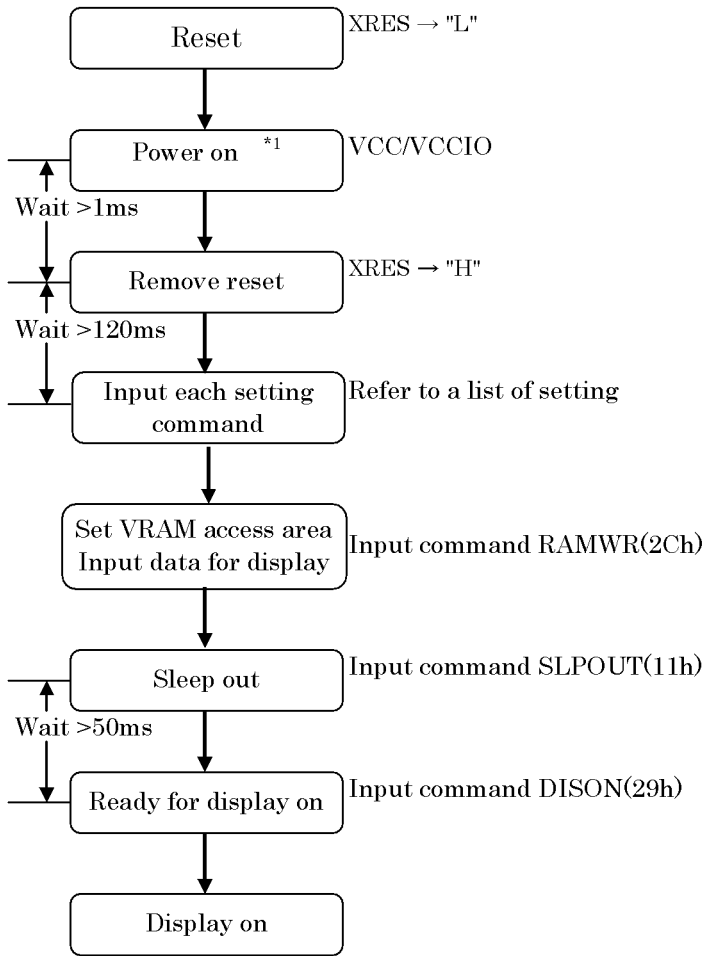 Reset
XRES → "L"
Power on *1
VCC/VCCIO
Wait >1ms
Remove reset
XRES → "H"
Wait >120ms
Input each setting
command
Refer to a list of setting
Set VRAM access area
Input data for display
Input command RAMWR(2Ch)
Sleep out
Input command SLPOUT(11h)
Wait >50ms
Ready for display on
Input command DISON(29h)
Display on